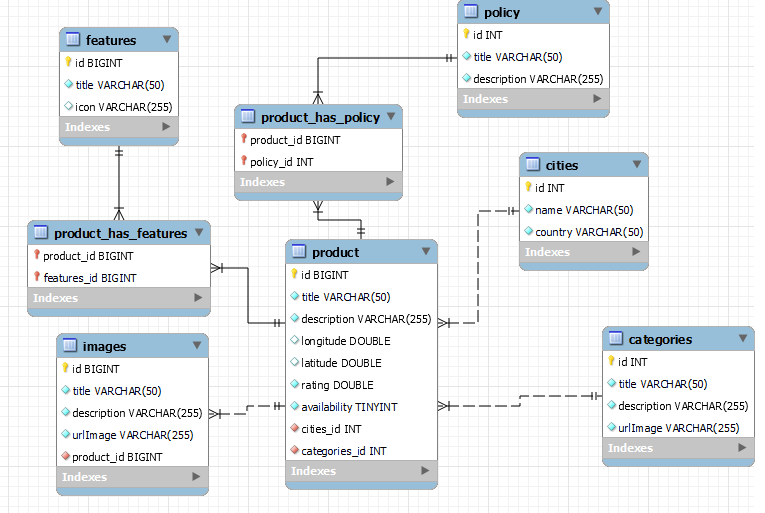 policy
id INT
title VARCHAR(50)
description VARCHAR(255)
Indexes
features
id BIGINT
title VARCHAR(50)
icon VARCHAR(255)
Indexes
product_has_policy
product_id BIGINT
policy_id INT
Indexes
cities
id INT
name VARCHAR(50)
country VARCHAR(50)
Indexes
product_has_features
product_id BIGINT
features_id BIGINT
Indexes
product
id BIGINT
title VARCHAR(50)
description VARCHAR(255)
longitude DOUBLE
latitude DOUBLE
rating DOUBLE
availability TINYINT
cities_id INT
categories_id INT
Indexes
images
id BIGINT
title VARCHAR(50)
description VARCHAR(255)
urlImage VARCHAR(255)
product_id BIGINT
Indexes
categories
id INT
title VARCHAR(50)
description VARCHAR(255)
urlImage VARCHAR(255)
Indexes